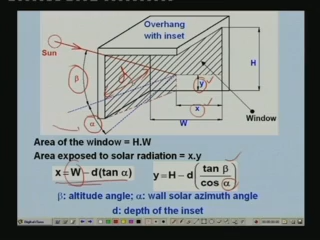 Overhang
with inset
Sun
β
d
H
y
x
α
W
Window
Area of the window = H.W
Area exposed to solar radiation = x.y
x=W–d(tan α) y=H–d(tan β / cos α)
β: altitude angle; α: wall solar azimuth angle
d: depth of the inset